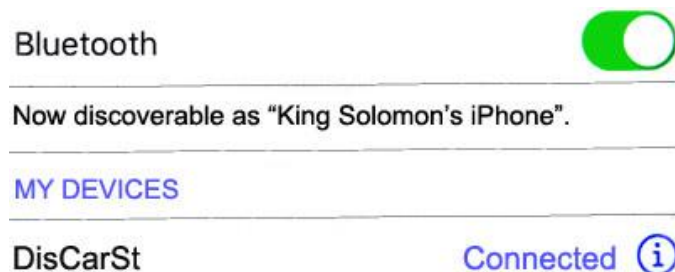 Bluetooth
Now discoverable as “King Solomon’s iPhone”.
MY DEVICES
DisCarSt Connected i